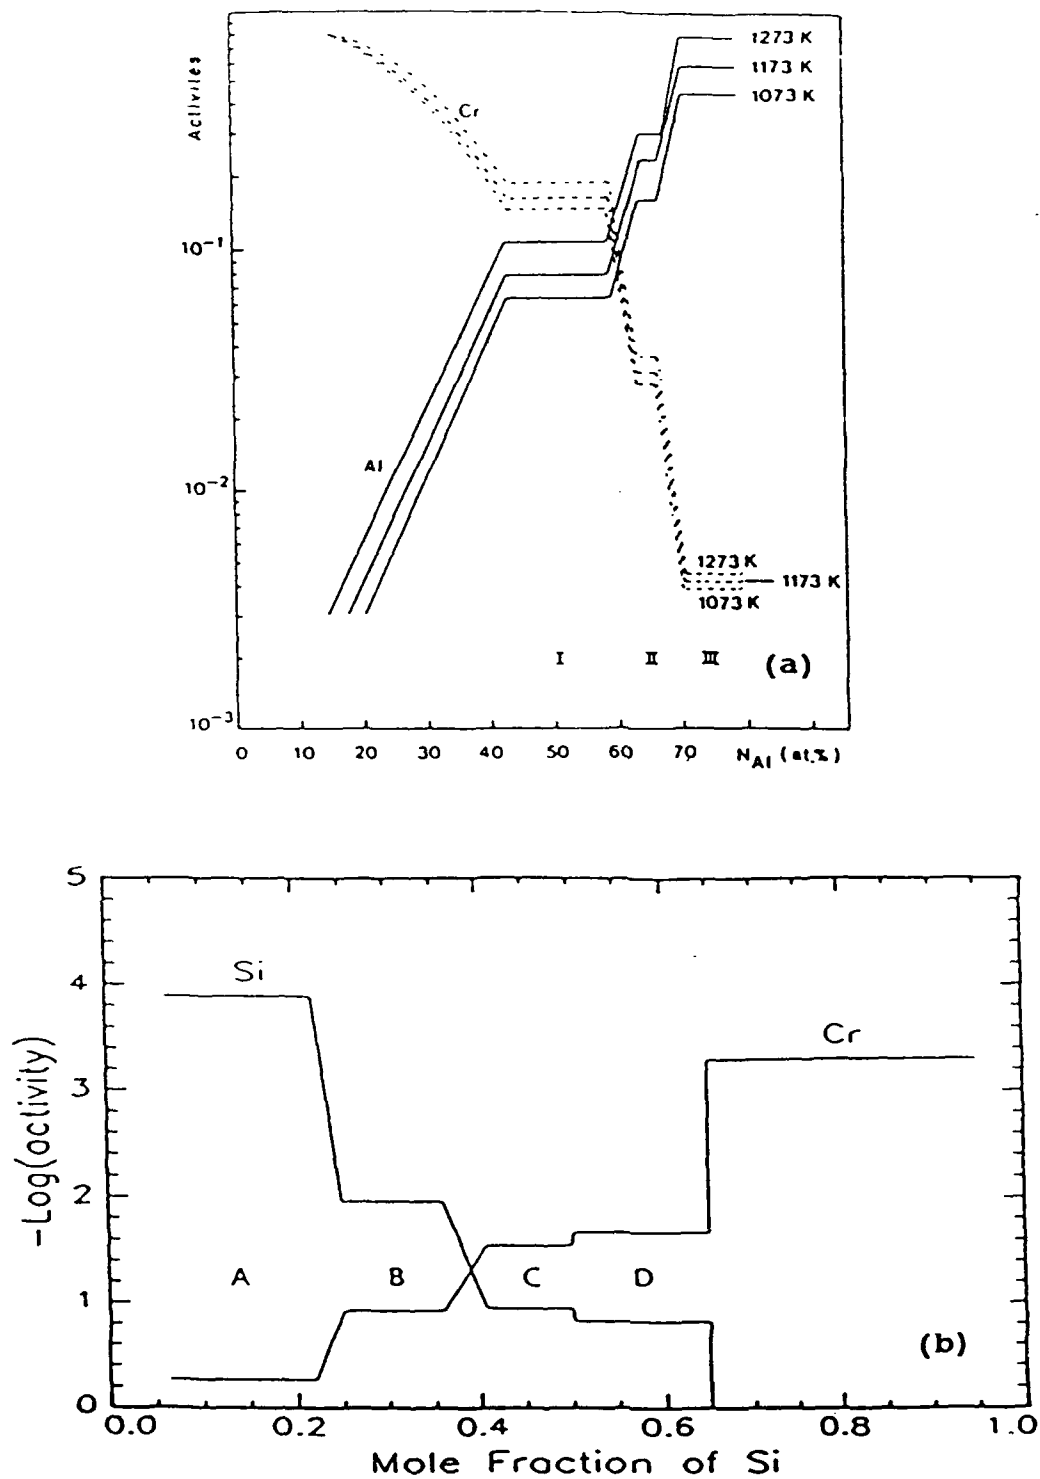 Activites
Cr
1273 K
1173 K
1073 K
10⁻¹
Al
10⁻²
1273 K
1173 K
1073 K
I II III (a)
10⁻³
0 10 20 30 40 50 60 70 N_Al (at.%)
5
Si
4
Cr
3
-Log(activity)
2
A B C D
1
(b)
0
0.0 0.2 0.4 0.6 0.8 1.0
Mole Fraction of Si